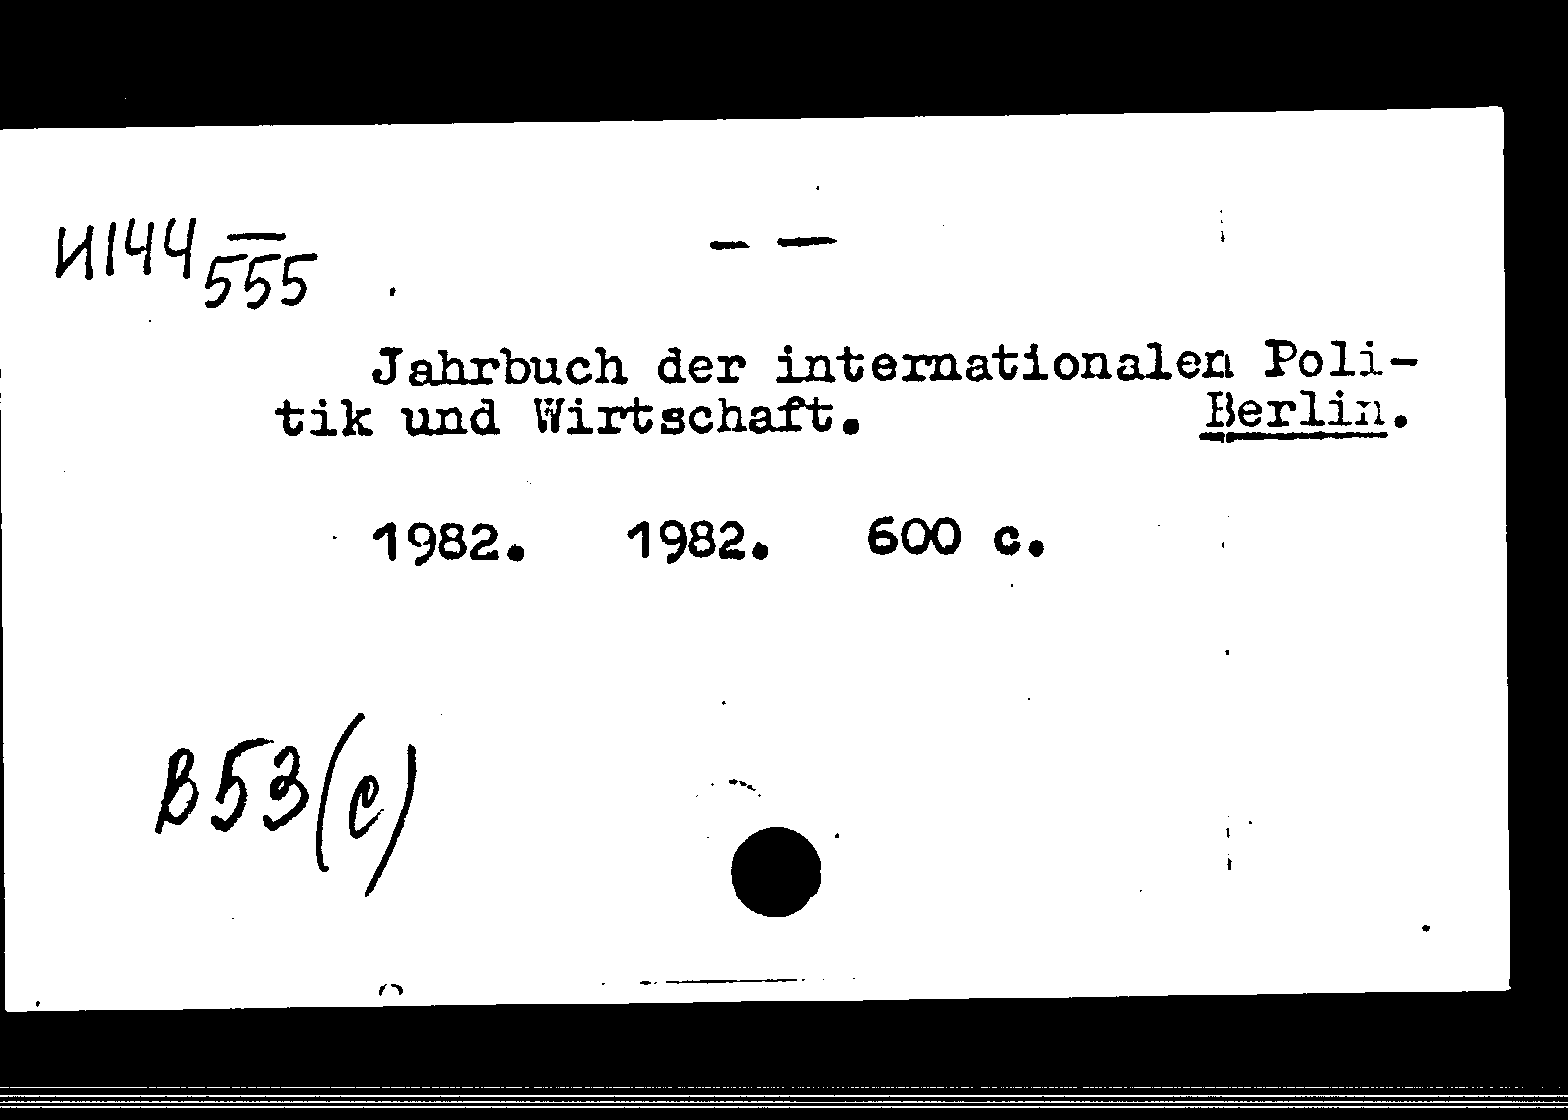 И144 555
— —
Jahrbuch der internationalen Poli-
tik und Wirtschaft. Berlin.
1982. 1982. 600 с.
В53(с)